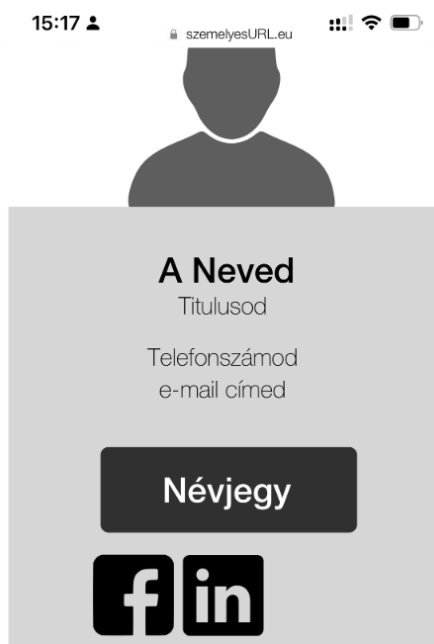 15:17
szemelyesURL.eu
A Neved
Titulusod
Telefonszámod
e-mail címed
Névjegy
f in